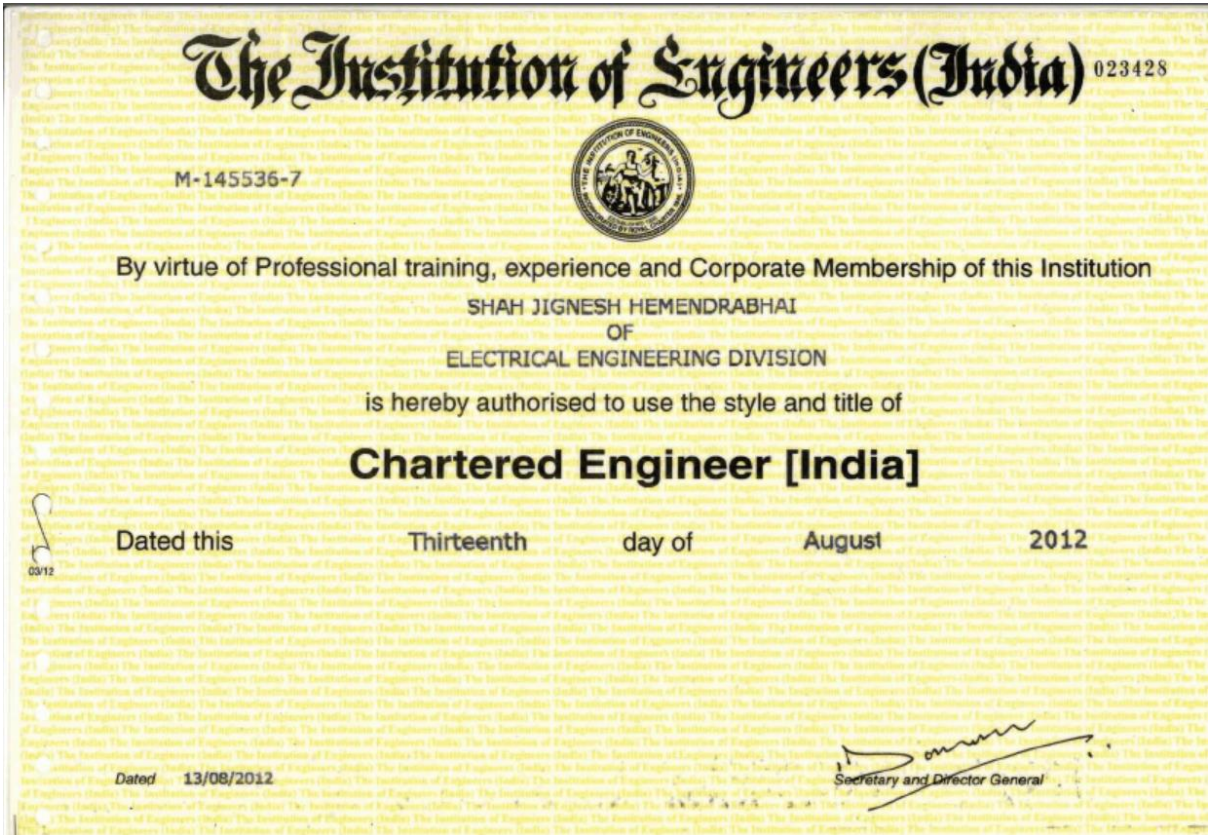 The Institution of Engineers (India) 023428
M-145536-7
By virtue of Professional training, experience and Corporate Membership of this Institution
SHAH JIGNESH HEMENDRABHAI
OF
ELECTRICAL ENGINEERING DIVISION
is hereby authorised to use the style and title of
Chartered Engineer [India]
Dated this Thirteenth day of August 2012
03/12
Dated 13/08/2012
Secretary and Director General